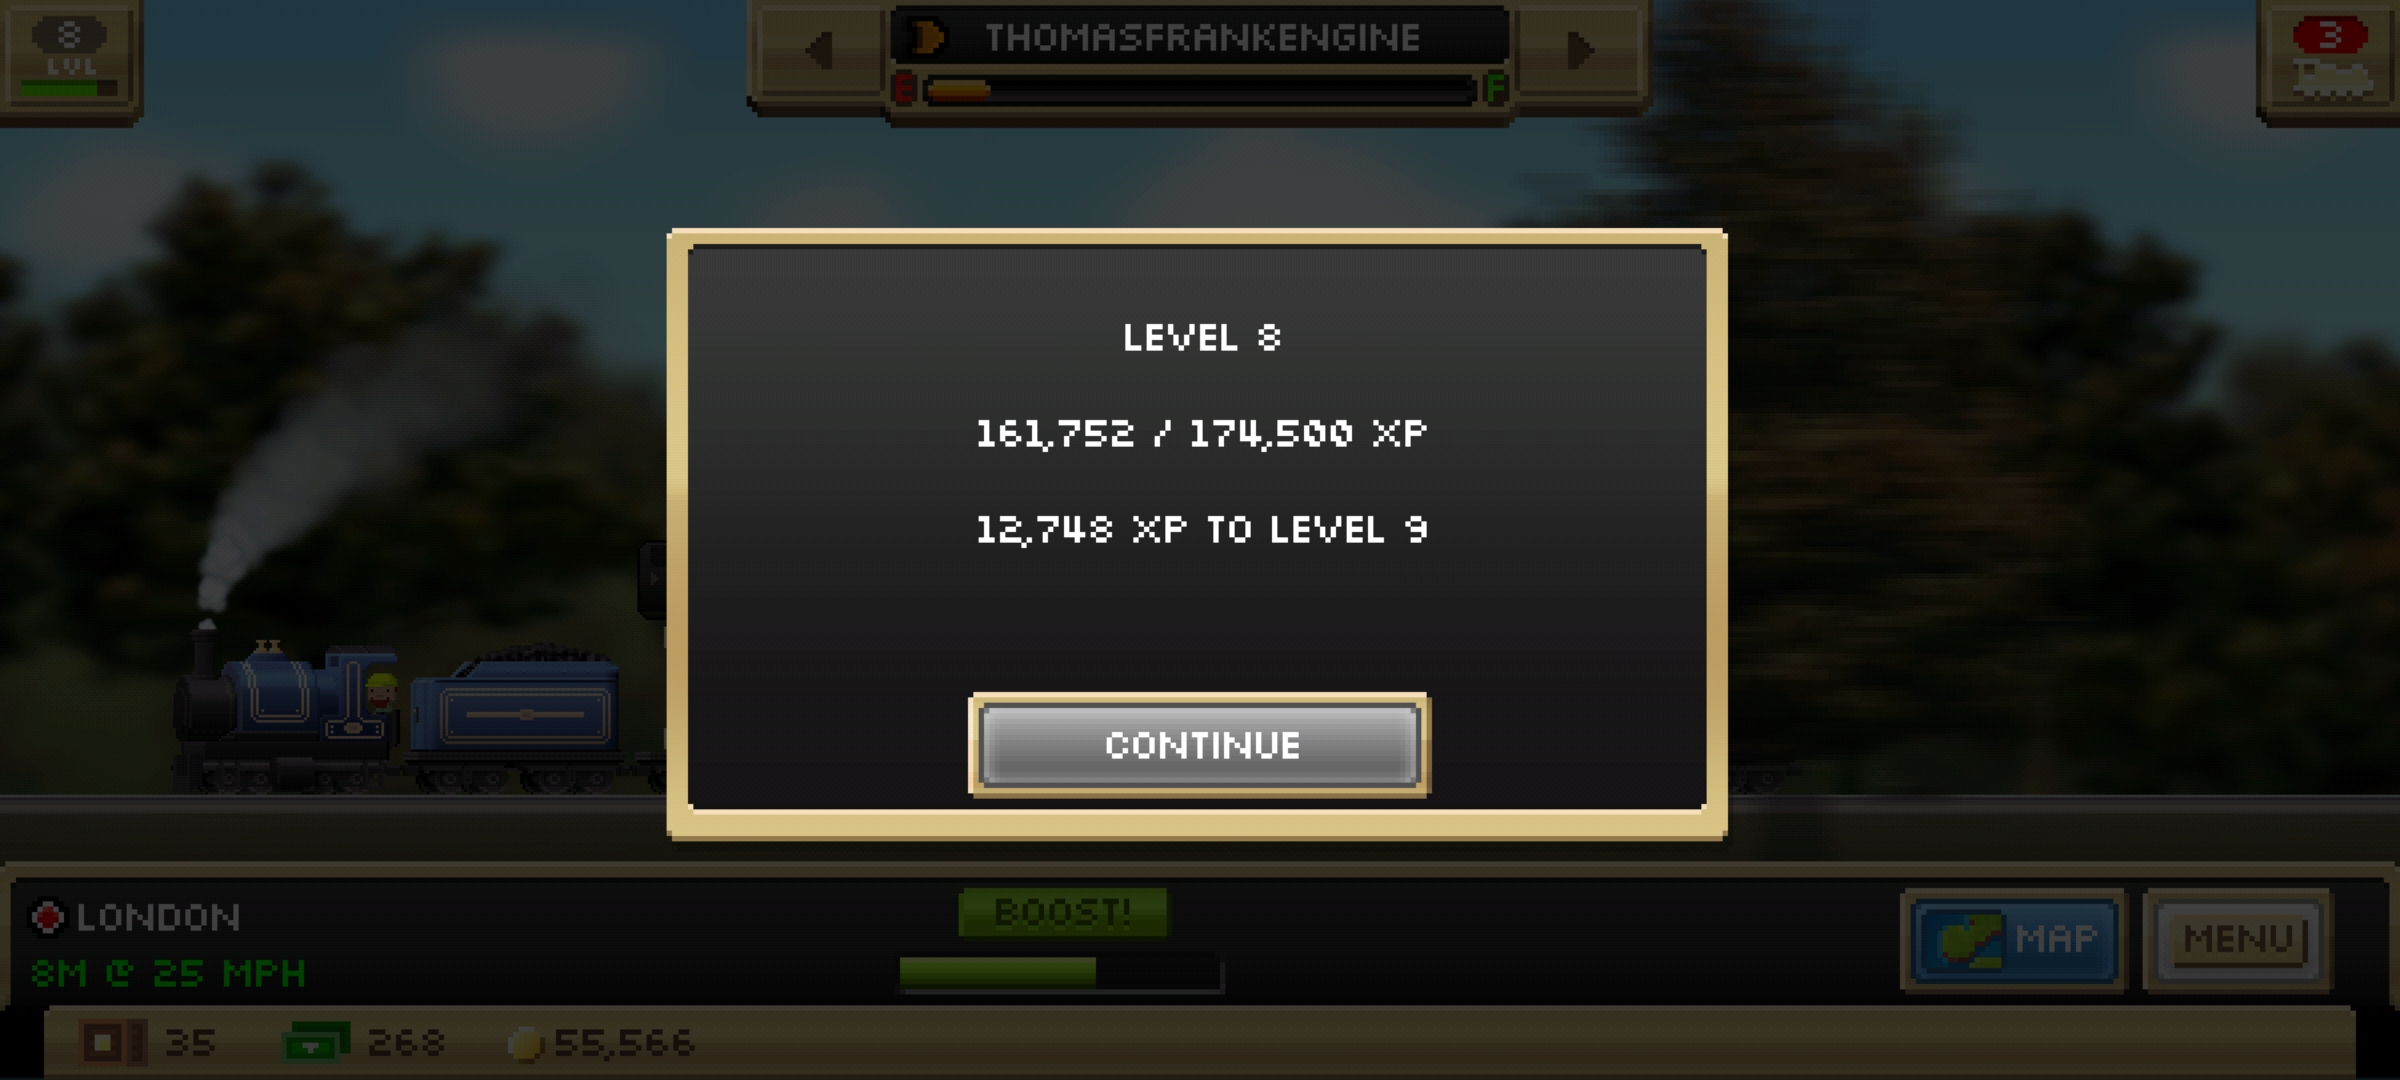 8
LVL
THOMASFRANKENGINE
E
F
3
LEVEL 8
161,752 / 174,500 XP
12,748 XP TO LEVEL 9
CONTINUE
LONDON
8M @ 25 MPH
BOOST!
MAP
MENU
35
268
55,566